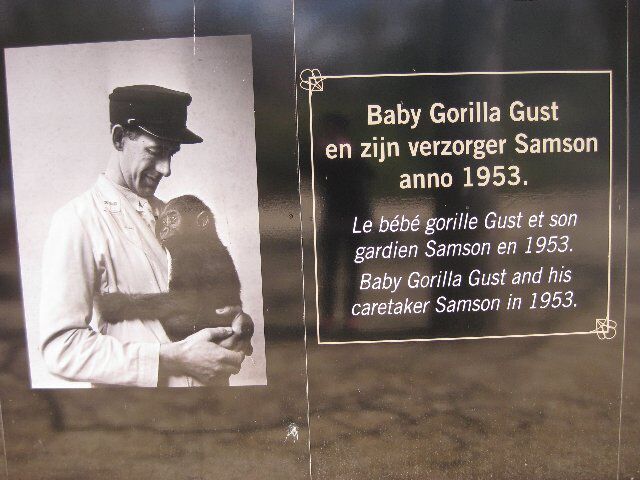 Baby Gorilla Gust
en zijn verzorger Samson
anno 1953.
Le bébé gorille Gust et son
gardien Samson en 1953.
Baby Gorilla Gust and his
caretaker Samson in 1953.